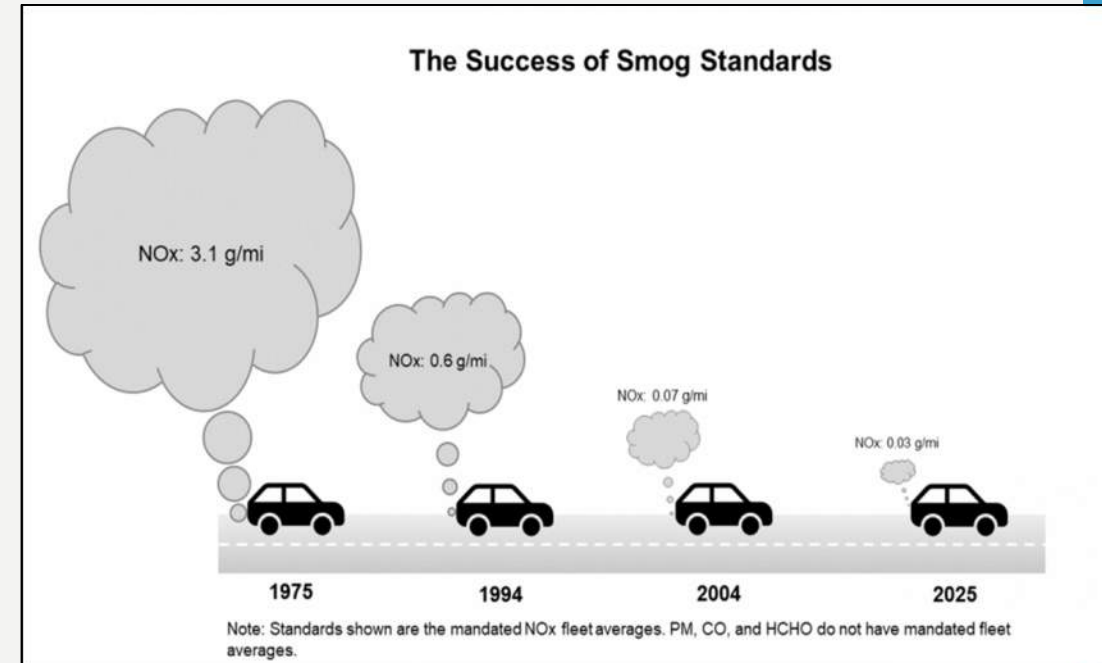 The Success of Smog Standards
NOx: 3.1 g/mi
NOx: 0.6 g/mi
NOx: 0.07 g/mi
NOx: 0.03 g/mi
1975
1994
2004
2025
Note: Standards shown are the mandated NOx fleet averages. PM, CO, and HCHO do not have mandated fleet
averages.